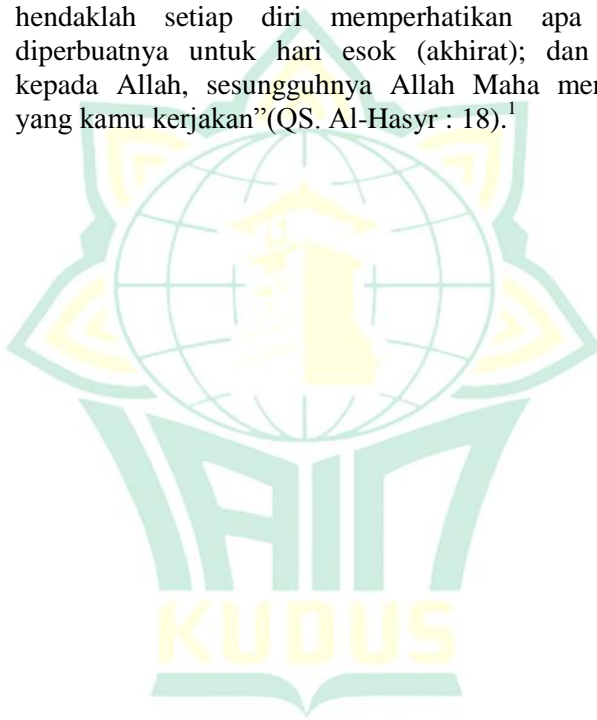 hendaklah setiap diri memperhatikan apa
diperbuatnya untuk hari esok (akhirat); dan
kepada Allah, sesungguhnya Allah Maha
yang kamu kerjakan”(QS. Al-Hasyr : 18).¹
IAIN
KUDUS